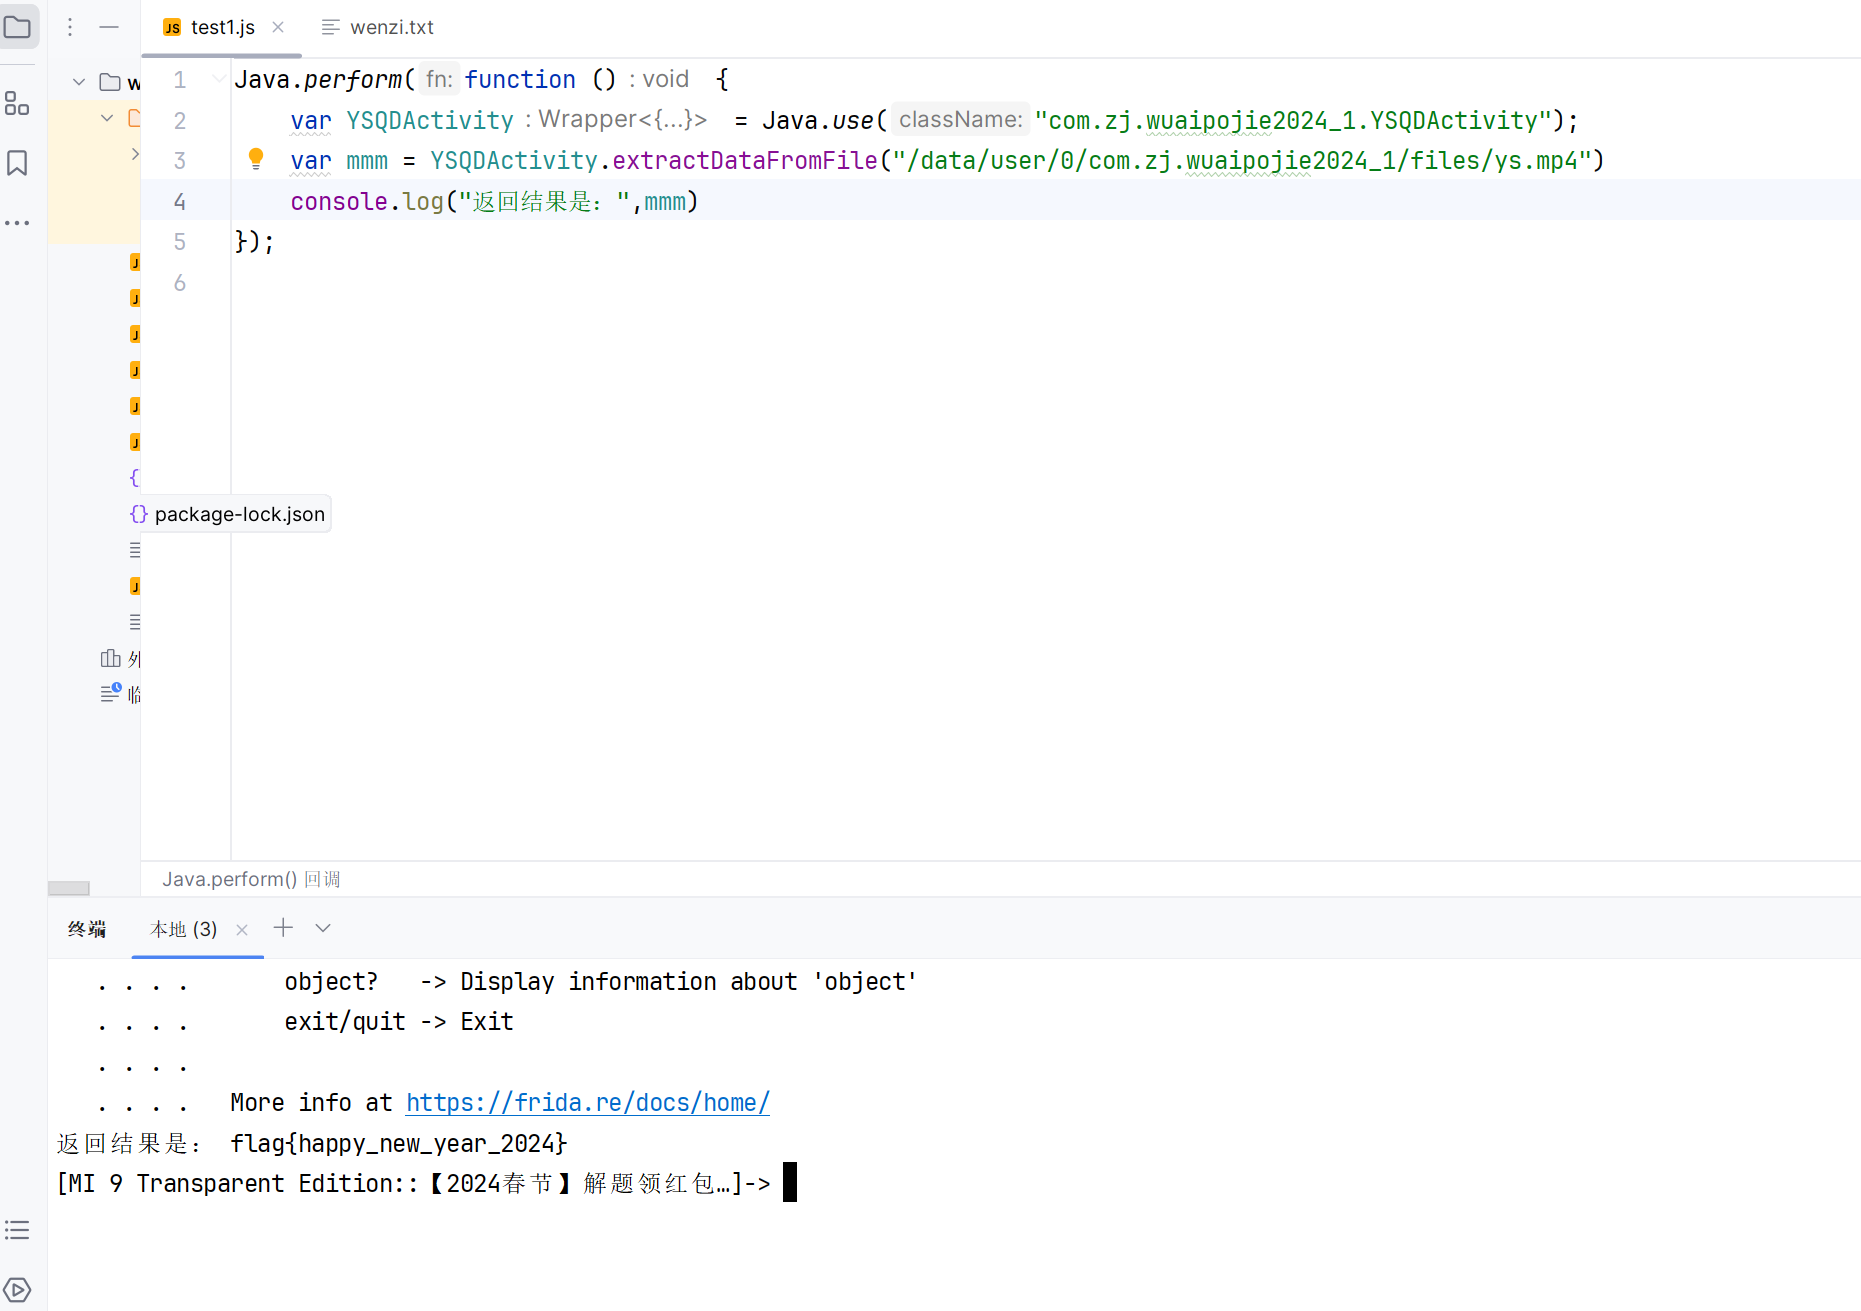 test1.js
wenzi.txt
w
1 Java.perform( fn: function () : void {
2 var YSQDActivity : Wrapper<{...}> = Java.use( className: "com.zj.wuaipojie2024_1.YSQDActivity");
3 var mmm = YSQDActivity.extractDataFromFile("/data/user/0/com.zj.wuaipojie2024_1/files/ys.mp4")
4 console.log("返回结果是：",mmm)
5 });
6
package-lock.json
外
临
Java.perform() 回调
终端 本地 (3)
. . . . object? -> Display information about 'object'
. . . . exit/quit -> Exit
. . . .
. . . . More info at https://frida.re/docs/home/
返回结果是： flag{happy_new_year_2024}
[MI 9 Transparent Edition::【2024春节】解题领红包…]->